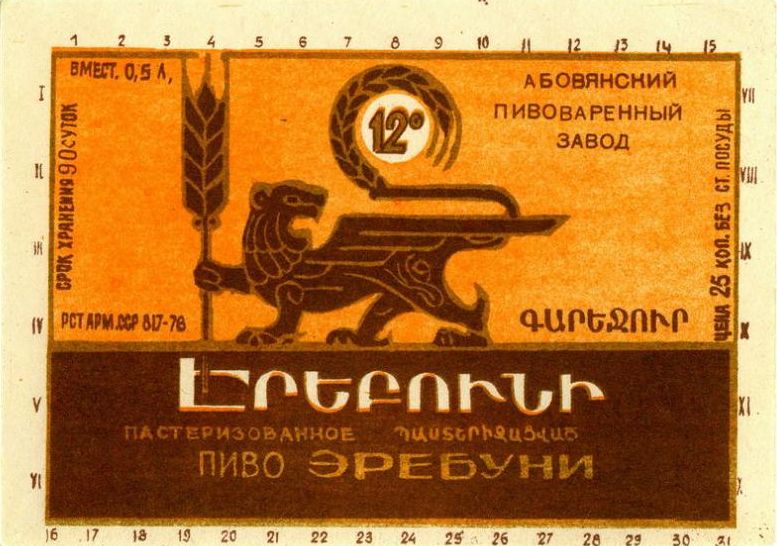 1 2 3 4 5 6 7 8 9 10 11 12 13 14 15
ВМЕСТ. 0,5 Л,
АБОВЯНСКИЙ
ПИВОВАРЕННЫЙ
ЗАВОД
12°
СРОК ХРАНЕНИЯ 90 СУТОК
ЦЕНА 25 КОП. БЕЗ СТ. ПОСУДЫ
I
II
III
IV
V
VI
VII
VIII
IX
X
XI
РСТ АРМ.ССР 817-78
ԳԱՐԵՋՈՒՐ
ԷՐԵԲՈՒՆԻ
ПАСТЕРИЗОВАННОЕ ՊԱՍՏԵՐԻԶԱՑՎԱԾ
ПИВО ЭРЕБУНИ
16 17 18 19 20 21 22 23 24 25 26 27 28 29 30 31